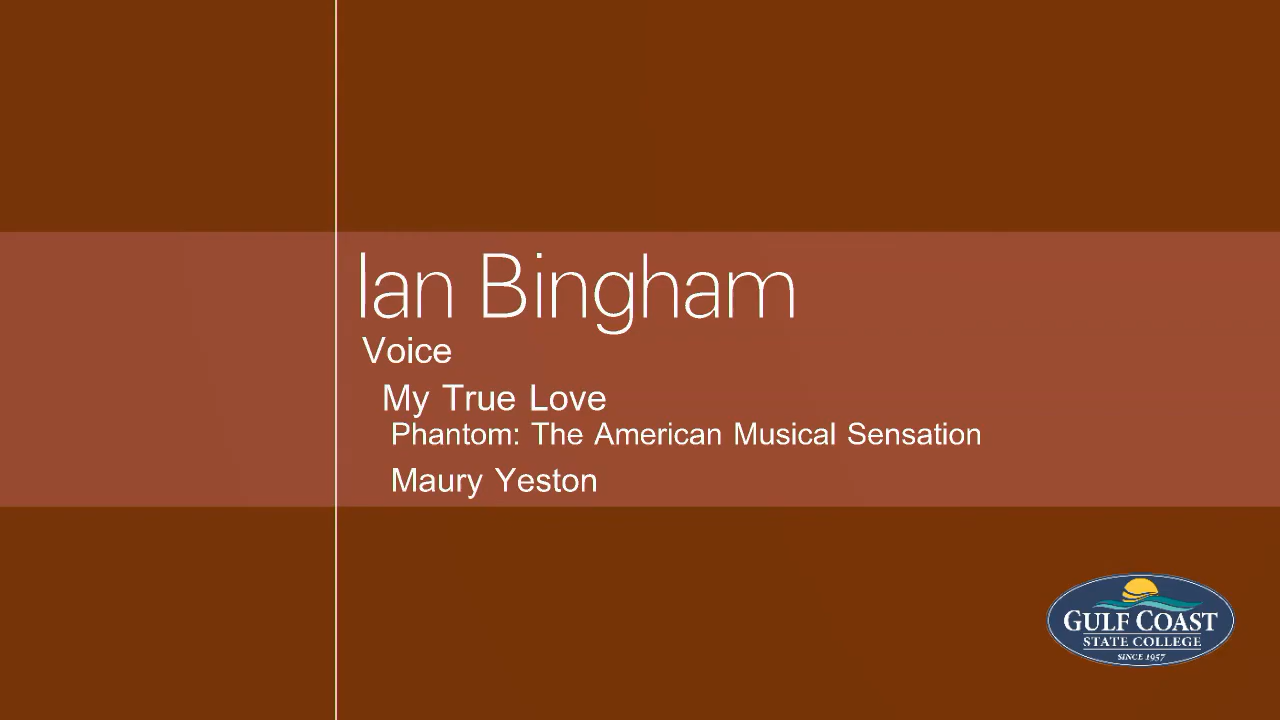 Ian Bingham
Voice
My True Love
Phantom: The American Musical Sensation
Maury Yeston
GULF COAST
STATE COLLEGE
SINCE 1957